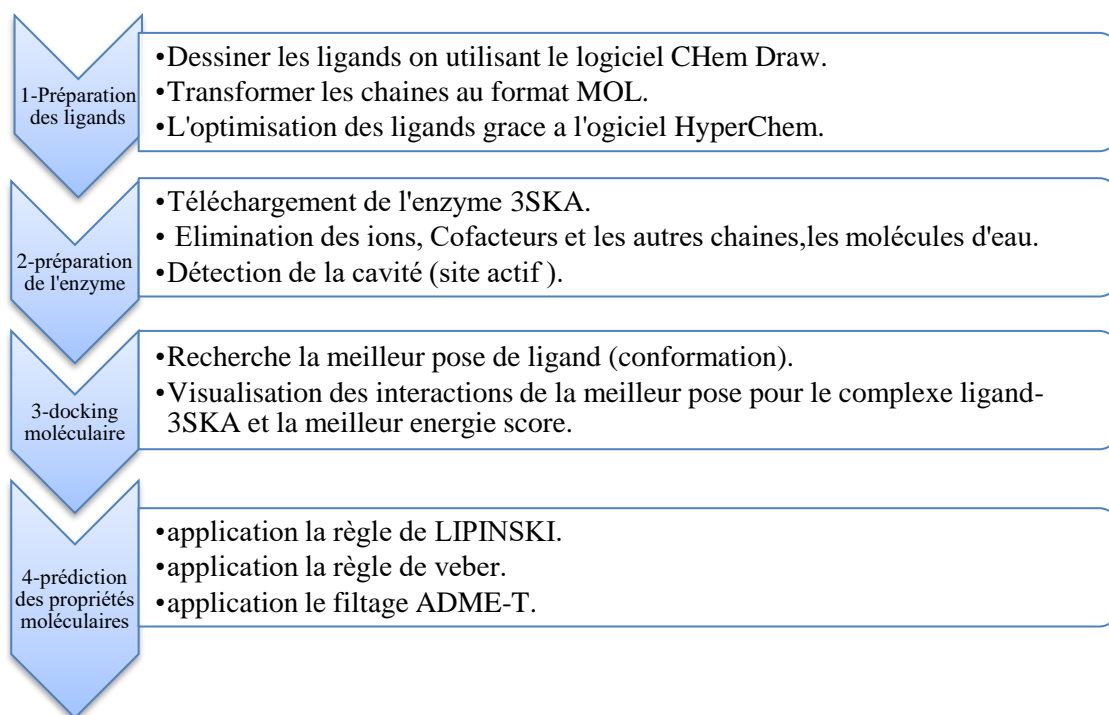 1-Préparation
des ligands
•Dessiner les ligands on utilisant le logiciel CHem Draw.
•Transformer les chaines au format MOL.
•L'optimisation des ligands grace a l'ogiciel HyperChem.
2-préparation
de l'enzyme
•Téléchargement de l'enzyme 3SKA.
• Elimination des ions, Cofacteurs et les autres chaines,les molécules d'eau.
•Détection de la cavité (site actif ).
3-docking
moléculaire
•Recherche la meilleur pose de ligand (conformation).
•Visualisation des interactions de la meilleur pose pour le complexe ligand-
3SKA et la meilleur energie score.
4-prédiction
des propriétés
moléculaires
•application la règle de LIPINSKI.
•application la règle de veber.
•application le filtage ADME-T.